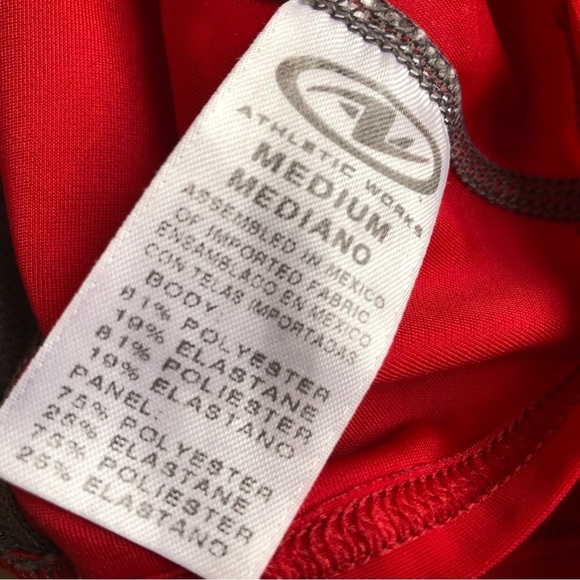 ATHLETIC WORKS
MEDIUM
MEDIANO
ASSEMBLED IN MEXICO
OF IMPORTED FABRIC
ENSAMBLADO EN MEXICO
CON TELAS IMPORTADAS
BODY:
81% POLYESTER
19% ELASTANE
81% POLIESTER
19% ELASTANO
PANEL:
75% POLYESTER
25% ELASTANE
75% POLIESTER
25% ELASTANO